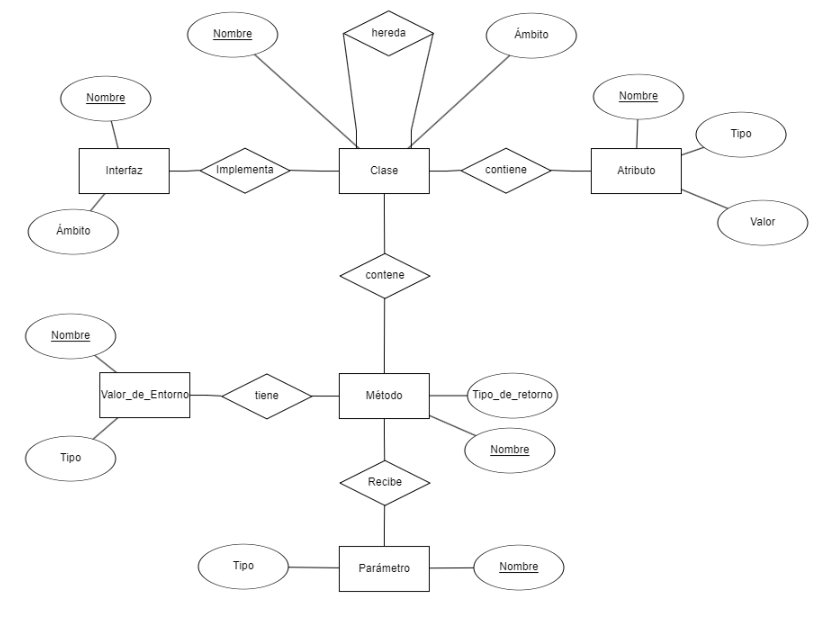 Nombre
hereda
Ámbito
Nombre
Nombre
Tipo
Interfaz
Implementa
Clase
contiene
Atributo
Ámbito
Valor
contene
Nombre
Valor_de_Entorno
tiene
Método
Tipo_de_retorno
Nombre
Tipo
Recibe
Tipo
Parámetro
Nombre